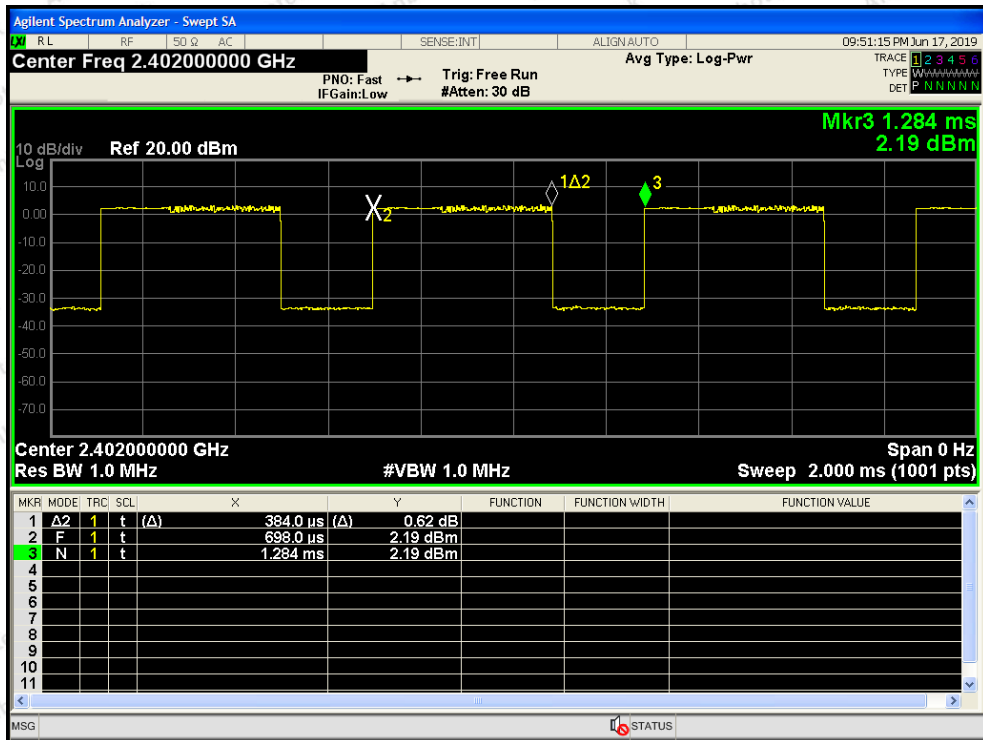 Agilent Spectrum Analyzer - Swept SA
LXI RL RF 50 Ω AC SENSE:INT ALIGNAUTO 09:51:15 PM Jun 17, 2019
Center Freq 2.402000000 GHz Avg Type: Log-Pwr TRACE 1 2 3 4 5 6
PNO: Fast Trig: Free Run TYPE WWWWWW
IFGain:Low #Atten: 30 dB DET P N N N N N
Mkr3 1.284 ms
10 dB/div Ref 20.00 dBm 2.19 dBm
Log
10.0
1Δ2
3
0.00
2
-10.0
-20.0
-30.0
-40.0
-50.0
-60.0
-70.0
Center 2.402000000 GHz Span 0 Hz
Res BW 1.0 MHz #VBW 1.0 MHz Sweep 2.000 ms (1001 pts)
MKR MODE TRC SCL X Y FUNCTION FUNCTION WIDTH FUNCTION VALUE
1 Δ2 1 t (Δ) 384.0 µs (Δ) 0.62 dB
2 F 1 t 698.0 µs 2.19 dBm
3 N 1 t 1.284 ms 2.19 dBm
4
5
6
7
8
9
10
11
MSG STATUS